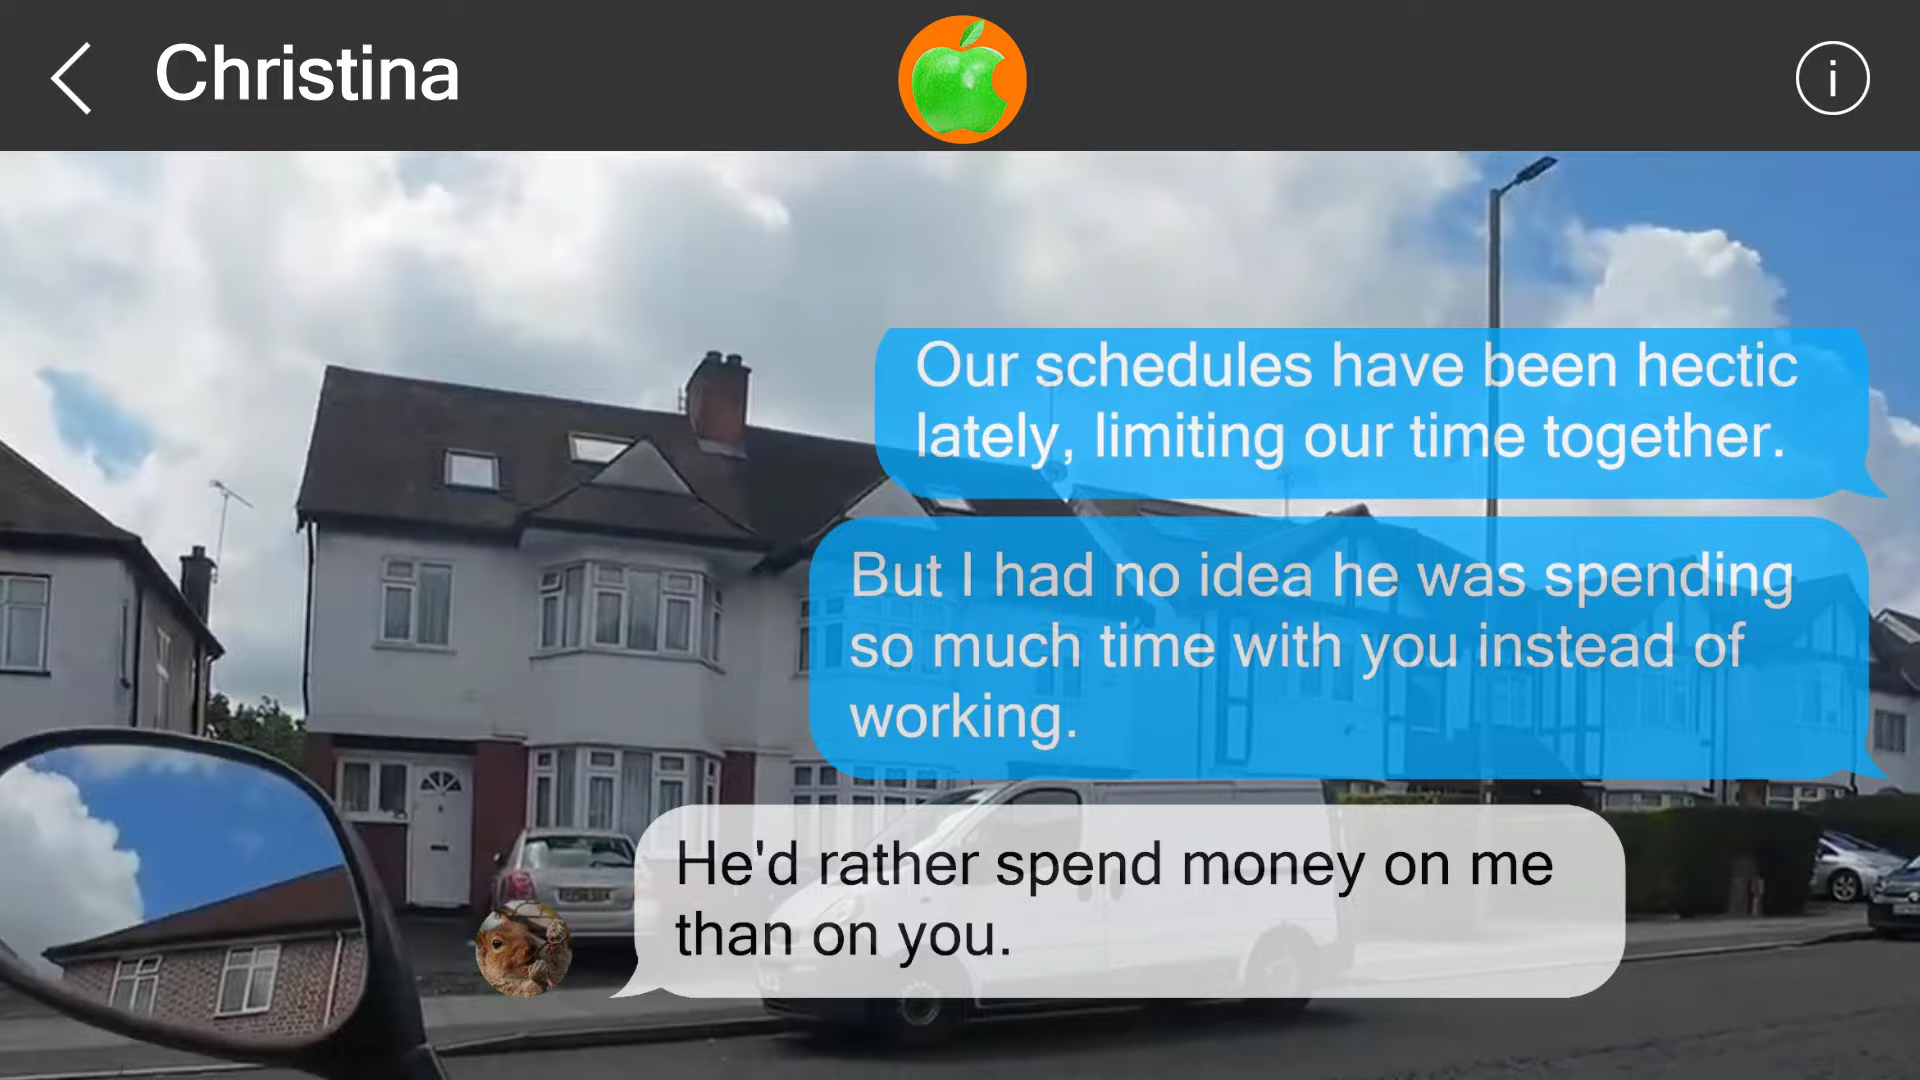 Christina
i
Our schedules have been hectic
lately, limiting our time together.
But I had no idea he was spending
so much time with you instead of
working.
He'd rather spend money on me
than on you.